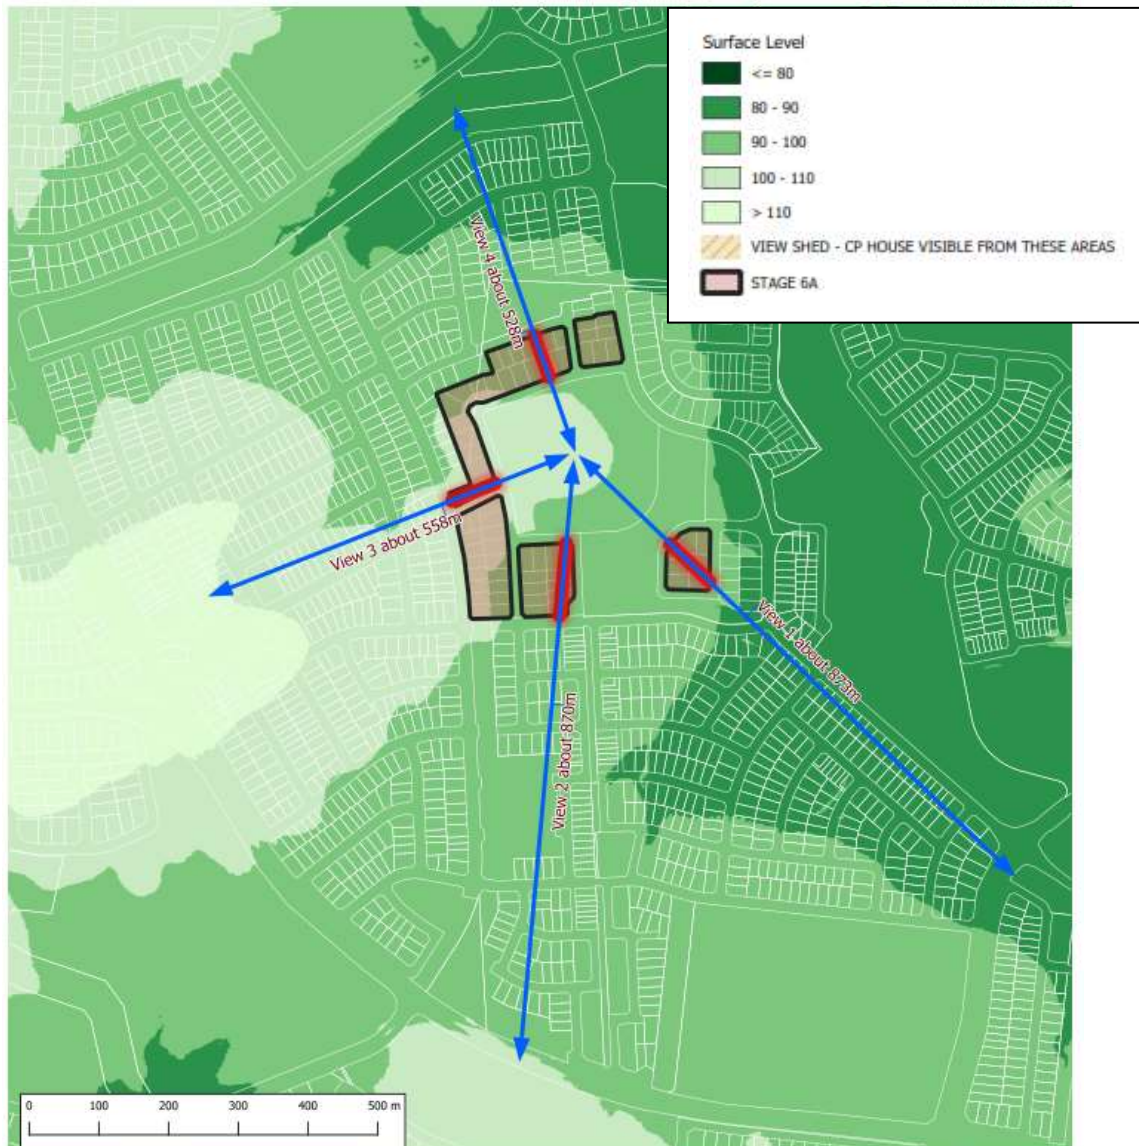 Surface Level
<= 80
80 - 90
90 - 100
100 - 110
> 110
VIEW SHED - CP HOUSE VISIBLE FROM THESE AREAS
STAGE 6A
View 4 about 528m
View 3 about 558m
View 1 about 873m
View 2 about 870m
0 100 200 300 400 500 m